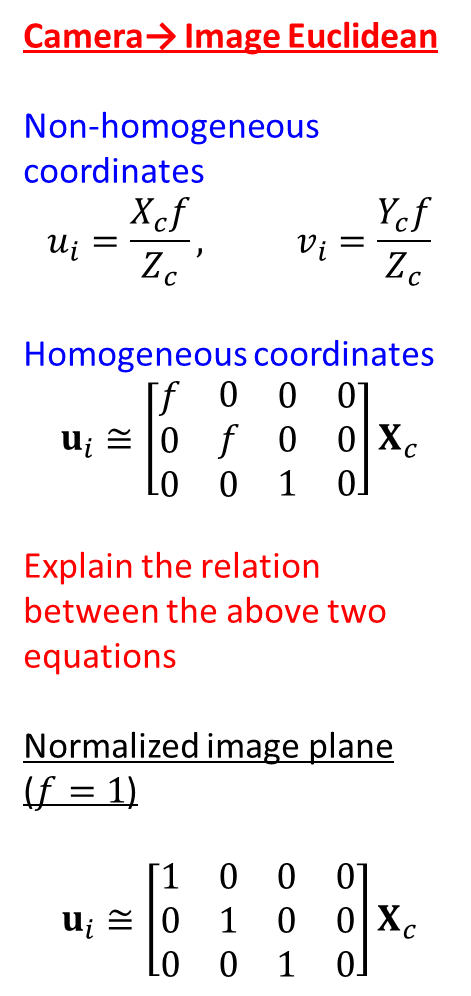 Camera→ Image Euclidean
Non-homogeneous
coordinates
u_i = X_c f / Z_c , v_i = Y_c f / Z_c
Homogeneous coordinates
𝐮_i ≅ [f 0 0 0
0 f 0 0
0 0 1 0] 𝐗_c
Explain the relation
between the above two
equations
Normalized image plane
(f = 1)
𝐮_i ≅ [1 0 0 0
0 1 0 0
0 0 1 0] 𝐗_c